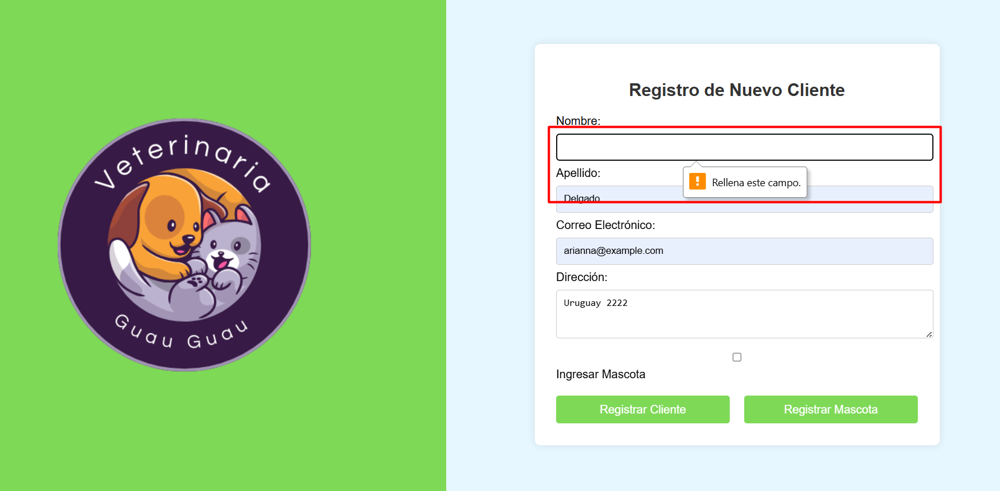 Veterinaria
Guau Guau
Registro de Nuevo Cliente
Nombre:
Rellena este campo.
Apellido:
Delgado
Correo Electrónico:
arianna@example.com
Dirección:
Uruguay 2222
Ingresar Mascota
Registrar Cliente
Registrar Mascota